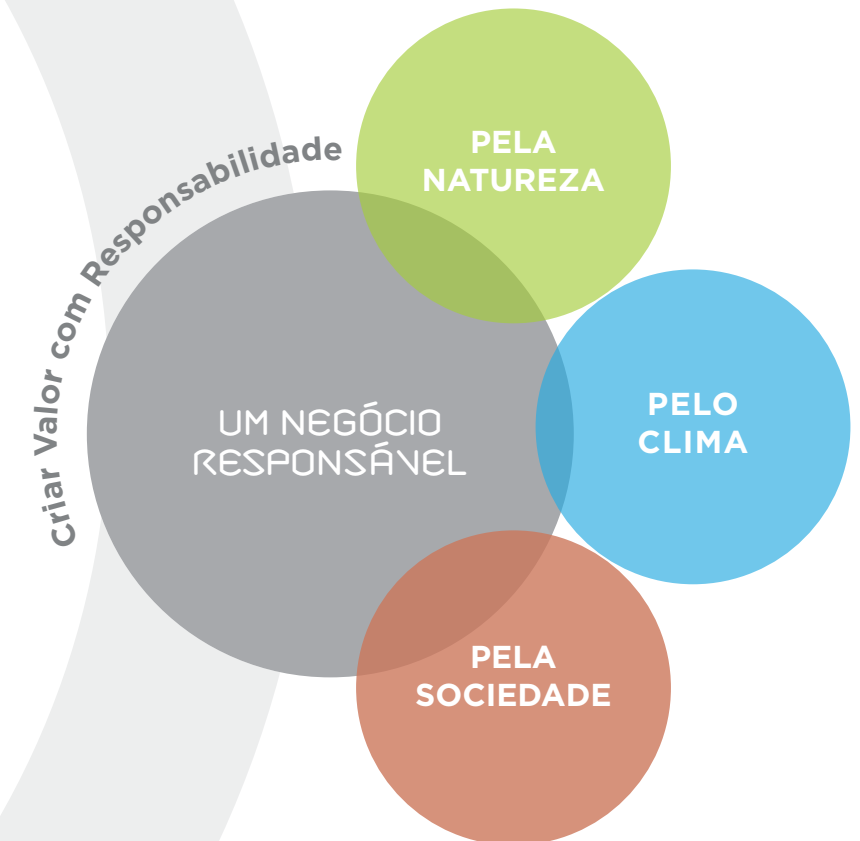 Criar Valor com Responsabilidade
PELA
NATUREZA
UM NEGÓCIO
RESPONSÁVEL
PELO
CLIMA
PELA
SOCIEDADE